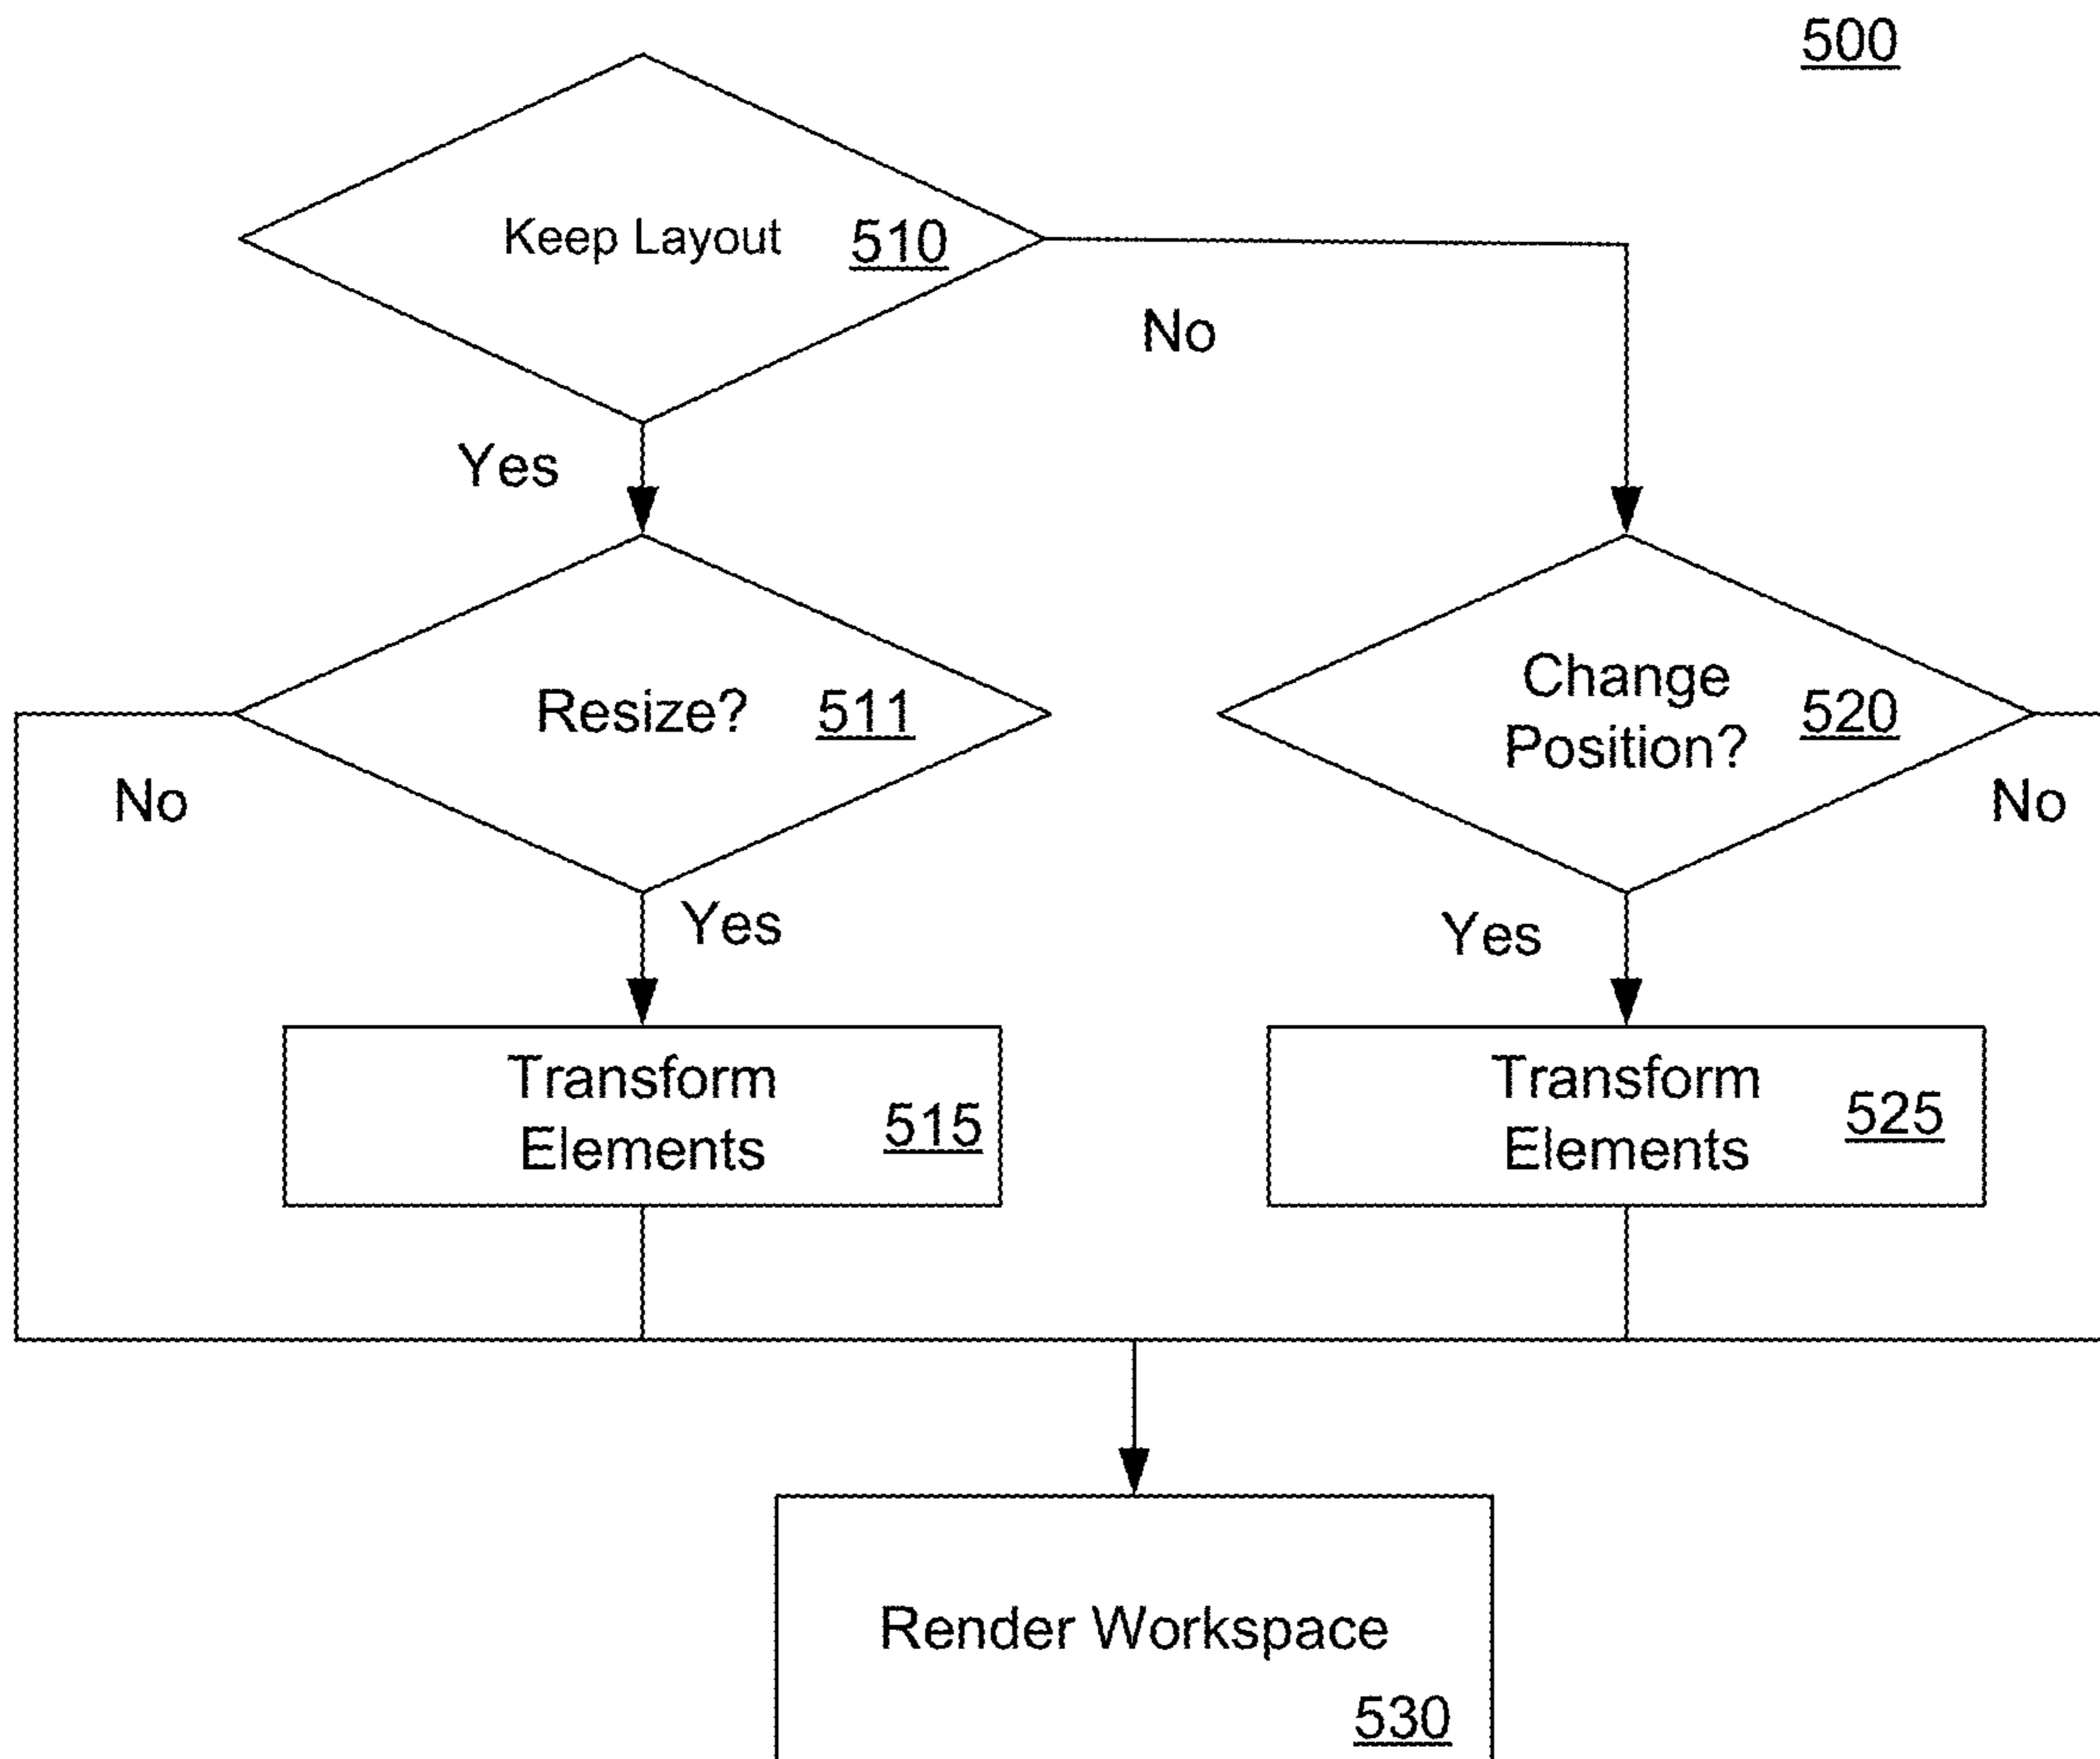 500
Keep Layout 510
No
Yes
Resize? 511
Change
Position? 520
No
No
Yes
Yes
Transform
Elements 515
Transform
Elements 525
Render Workspace
530